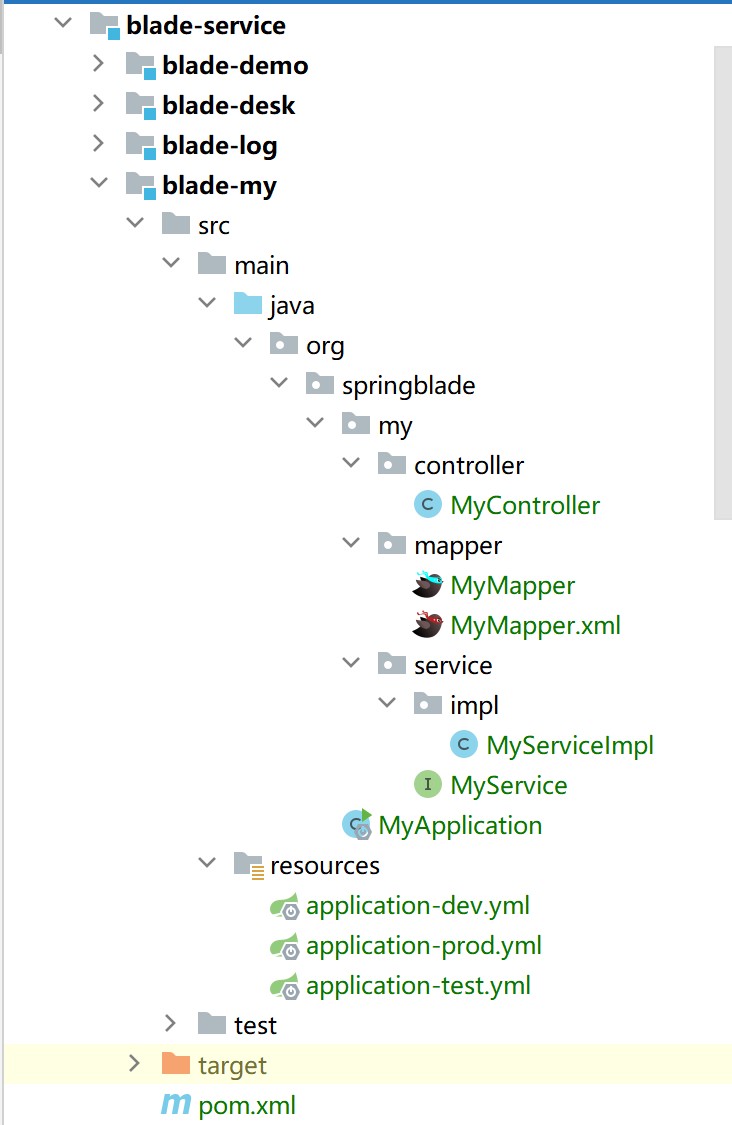 blade-service
blade-demo
blade-desk
blade-log
blade-my
src
main
java
org
springblade
my
controller
C MyController
mapper
MyMapper
MyMapper.xml
service
impl
C MyServiceImpl
I MyService
C MyApplication
resources
application-dev.yml
application-prod.yml
application-test.yml
test
target
m pom.xml